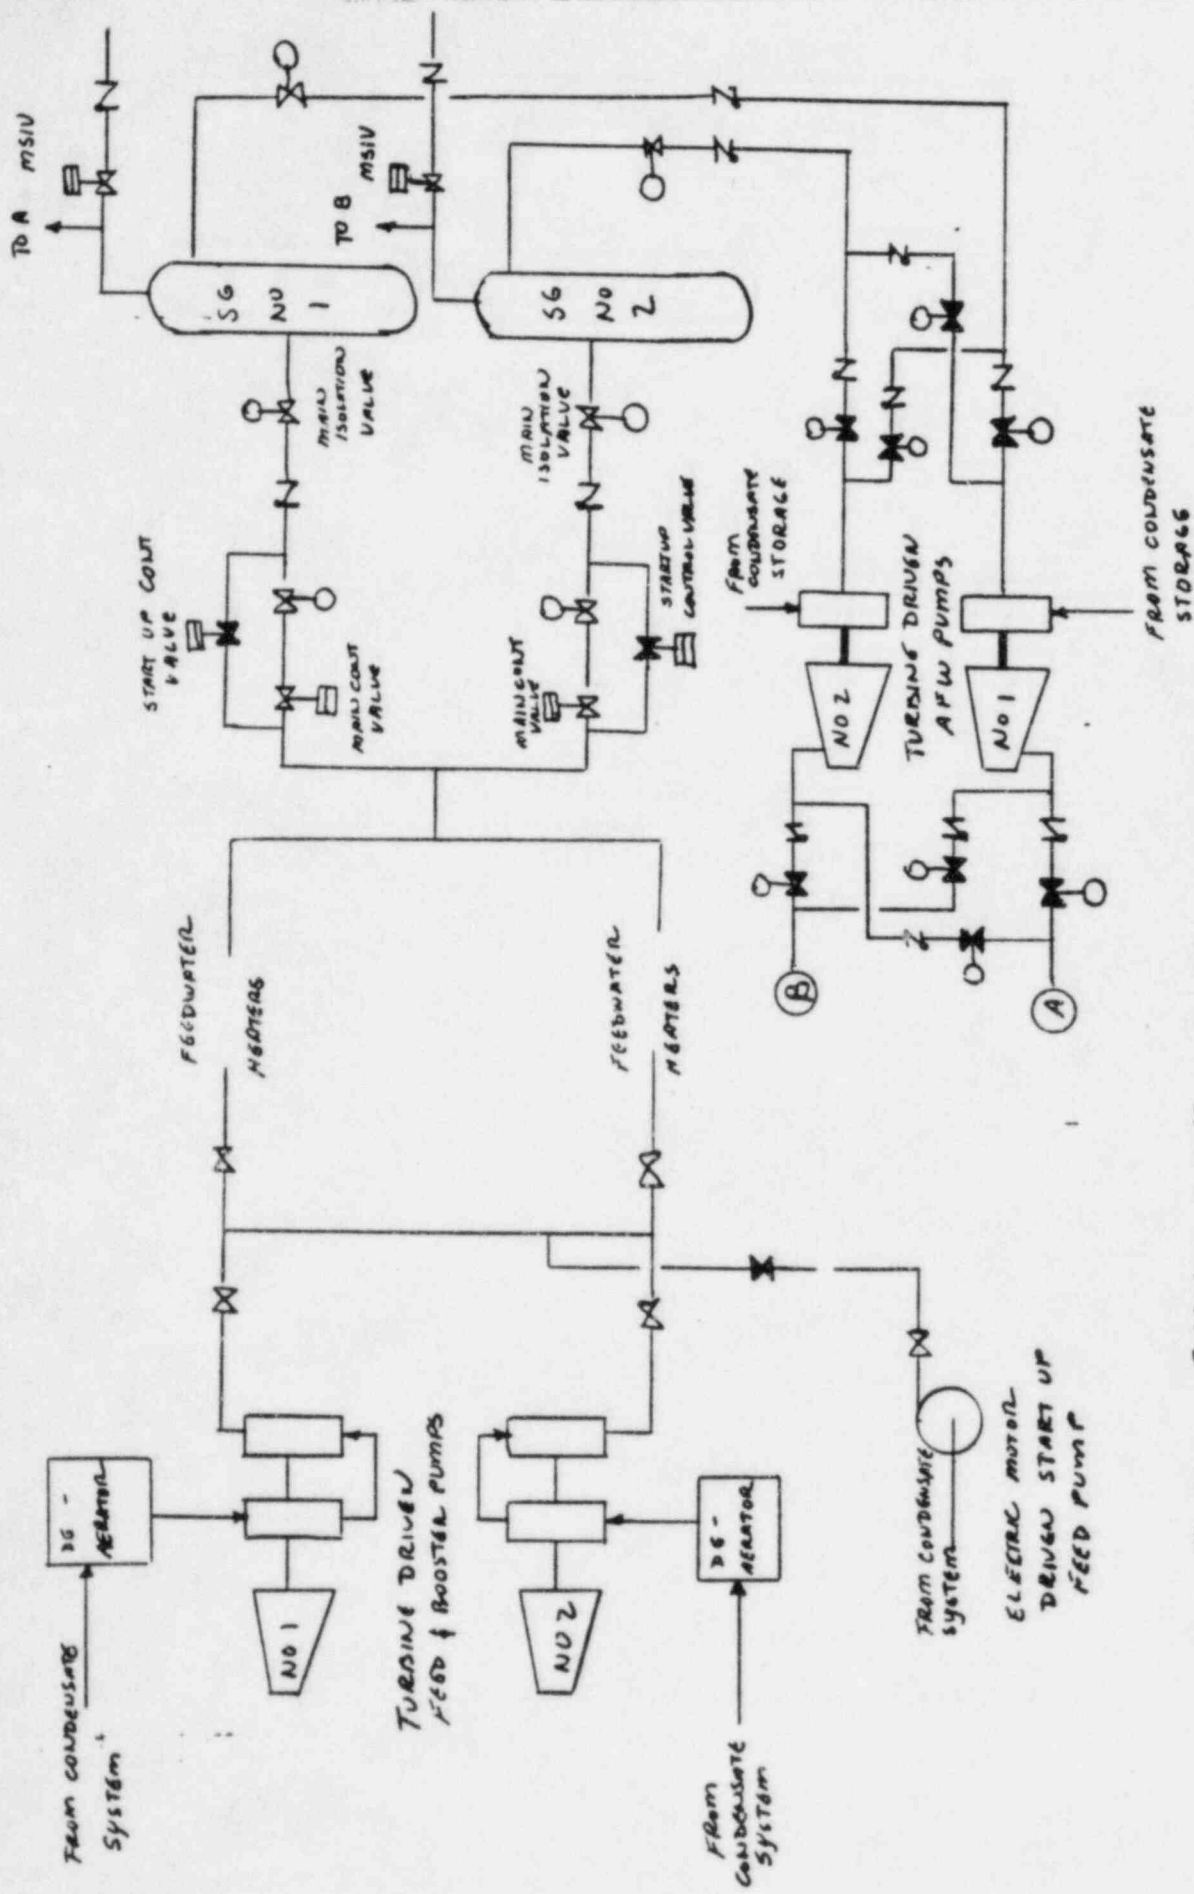 FROM CONDENSATE
SYSTEM
DE-
AERATOR
NO 1
TURBINE DRIVEN
FEED & BOOSTER PUMPS
NO 2
DE-
AERATOR
FROM
CONDENSATE
SYSTEM
FROM CONDENSATE
SYSTEM
ELECTRIC MOTOR
DRIVEN START UP
FEED PUMP
FEEDWATER
HEATERS
FEEDWATER
HEATERS
START UP CONT
VALVE
MAIN CONT
VALVE
MAIN
ISOLATION
VALVE
SG
NO
1
TO A
MSIV
MAIN CONT
VALVE
STARTUP
CONTROL VALVE
MAIN
ISOLATION
VALVE
SG
NO
2
TO B
MSIV
FROM
CONDENSATE
STORAGE
B
NO 2
TURBINE DRIVEN
AFW PUMPS
A
NO 1
FROM CONDENSATE
STORAGE